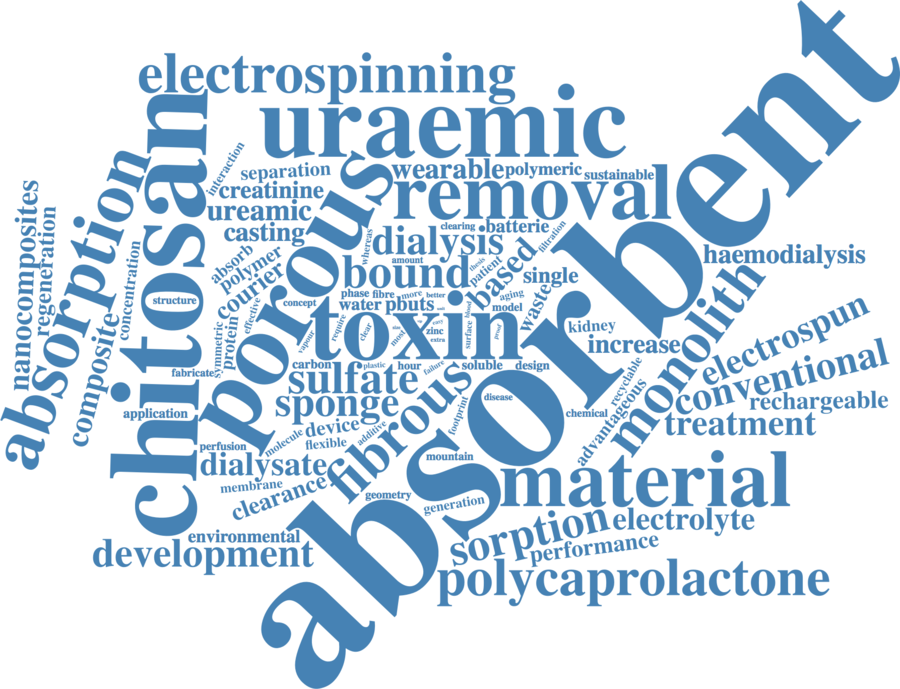 electrospinning
uraemic
absorbent
chitosan
absorption
nanocomposites
regeneration
composite
concentration
interaction
separation
creatinine
ureamic
casting
wearable
polymeric
sustainable
removal
porous
clearing
batterie
filtration
dialysis
whereas
amount
thesis
patient
bound
based
single
haemodialysis
absorb
polymer
courier
effective
concept
phase
fibre
more
better
water
pbuts
aging
model
waste
structure
toxin
zinc
extra
most
clear
require
vapour
surface
blood
proof
kidney
increase
monolith
electrospun
conventional
rechargeable
treatment
symmetric
protein
fabricate
carbon
plastic
hour
failure
soluble
design
sulfate
sponge
fibrous
disease
chemical
recyclable
advantageous
application
perfusion
molecule
device
flexible
additive
footprint
dialysate
membrane
clearance
mountain
geometry
generation
material
environmental
development
sorption
electrolyte
performance
polycaprolactone